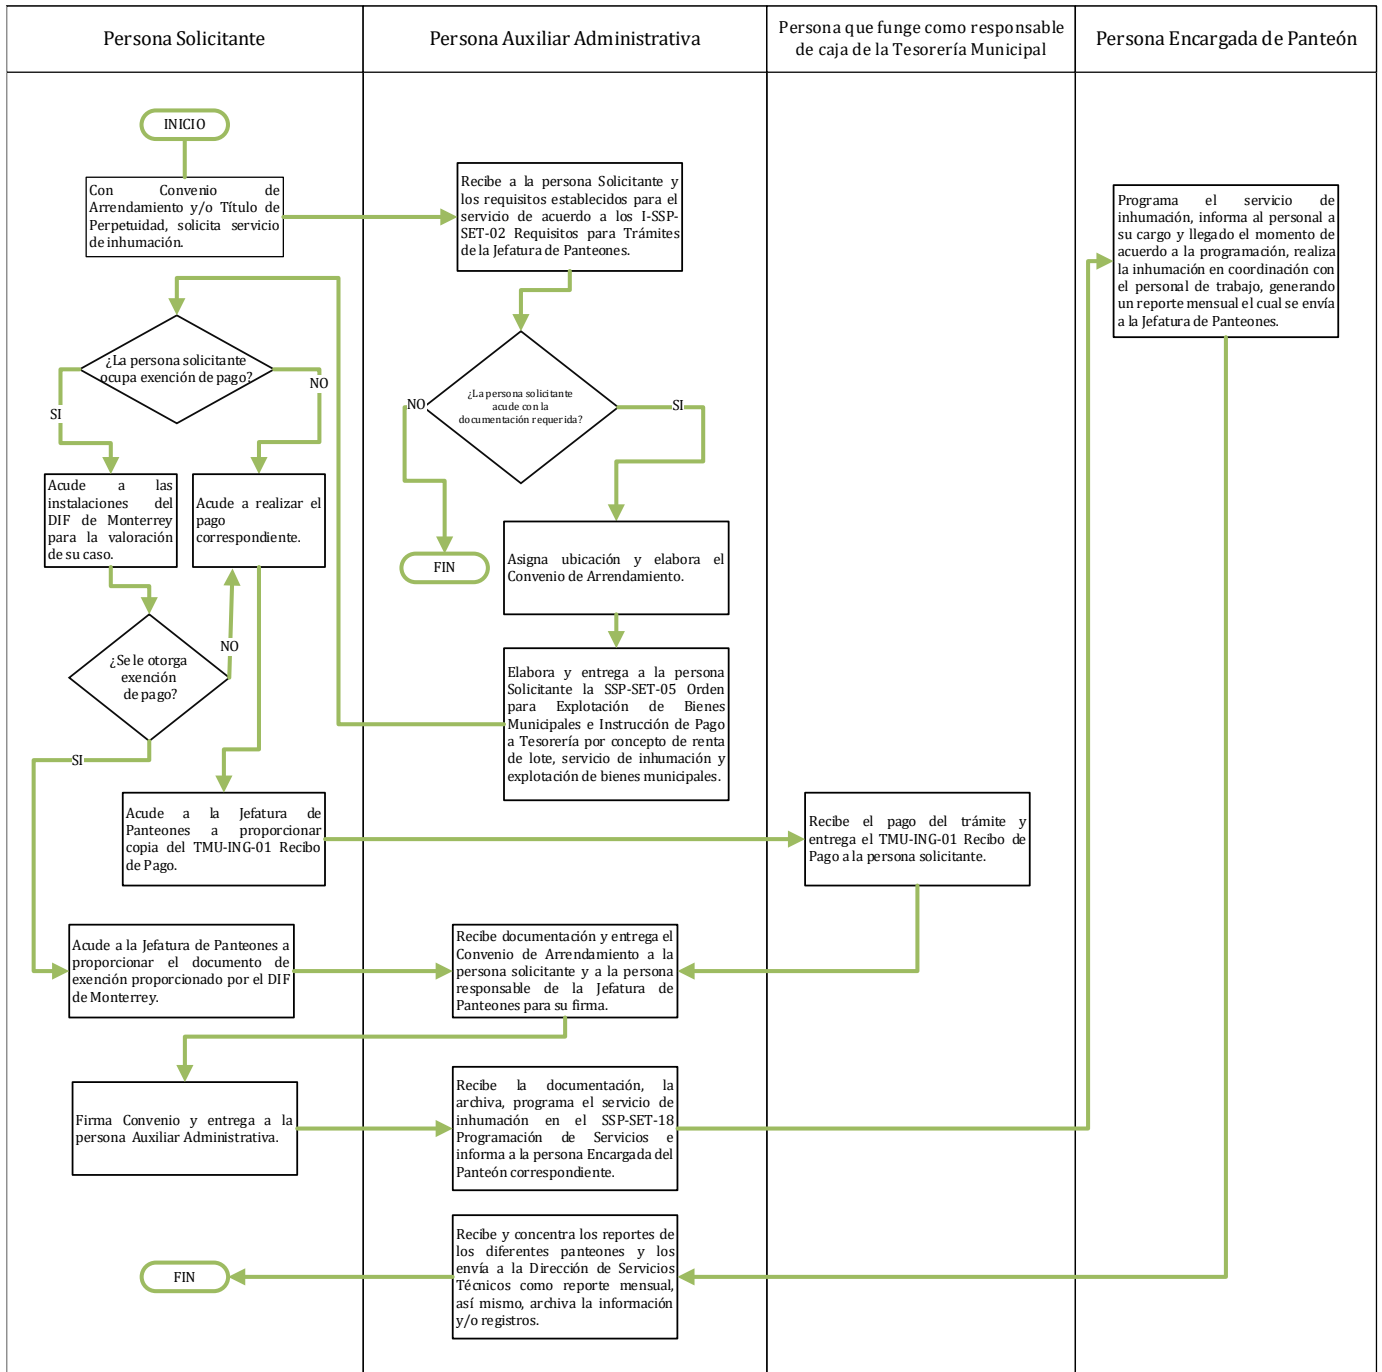 Persona Solicitante
Persona Auxiliar Administrativa
Persona que funge como responsable
de caja de la Tesorería Municipal
Persona Encargada de Panteón
INICIO
Con Convenio de
Arrendamiento y/o Título de
Perpetuidad, solicita servicio
de inhumación.
Recibe a la persona Solicitante y
los requisitos establecidos para el
servicio de acuerdo a los I-SSP-
SET-02 Requisitos para Trámites
de la Jefatura de Panteones.
Programa el servicio de
inhumación, informa al personal a
su cargo y llegado el momento de
acuerdo a la programación, realiza
la inhumación en coordinación con
el personal de trabajo, generando
un reporte mensual el cual se envía
a la Jefatura de Panteones.
¿La persona solicitante
ocupa exención de pago?
NO
SI
¿La persona solicitante
acude con la
documentación requerida?
NO
SI
Acude a las
instalaciones del
DIF de Monterrey
para la valoración
de su caso.
Acude a realizar el
pago
correspondiente.
FIN
Asigna ubicación y elabora el
Convenio de Arrendamiento.
¿Se le otorga
exención
de pago?
NO
SI
Elabora y entrega a la persona
Solicitante la SSP-SET-05 Orden
para Explotación de Bienes
Municipales e Instrucción de Pago
a Tesorería por concepto de renta
de lote, servicio de inhumación y
explotación de bienes municipales.
Acude a la Jefatura de
Panteones a proporcionar
copia del TMU-ING-01 Recibo
de Pago.
Recibe el pago del trámite y
entrega el TMU-ING-01 Recibo de
Pago a la persona solicitante.
Acude a la Jefatura de Panteones a
proporcionar el documento de
exención proporcionado por el DIF
de Monterrey.
Recibe documentación y entrega el
Convenio de Arrendamiento a la
persona solicitante y a la persona
responsable de la Jefatura de
Panteones para su firma.
Firma Convenio y entrega a la
persona Auxiliar Administrativa.
Recibe la documentación, la
archiva, programa el servicio de
inhumación en el SSP-SET-18
Programación de Servicios e
informa a la persona Encargada del
Panteón correspondiente.
Recibe y concentra los reportes de
los diferentes panteones y los
envía a la Dirección de Servicios
Técnicos como reporte mensual,
así mismo, archiva la información
y/o registros.
FIN